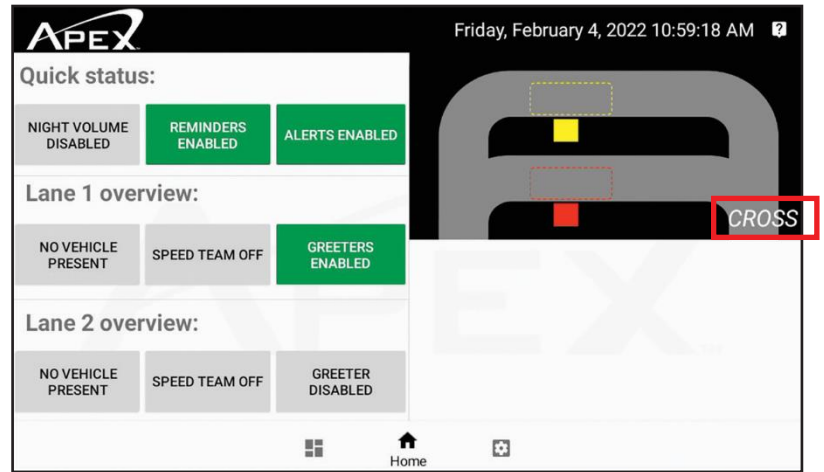 APEX
Friday, February 4, 2022 10:59:18 AM
?
Quick status:
NIGHT VOLUME
DISABLED
REMINDERS
ENABLED
ALERTS ENABLED
Lane 1 overview:
NO VEHICLE
PRESENT
SPEED TEAM OFF
GREETERS
ENABLED
CROSS
Lane 2 overview:
NO VEHICLE
PRESENT
SPEED TEAM OFF
GREETER
DISABLED
APEX
Home